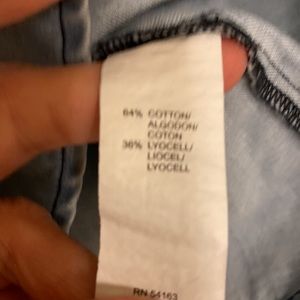 64% COTTON/
ALGODON/
COTON
36% LYOCELL/
LIOCEL/
LYOCELL
RN 54163